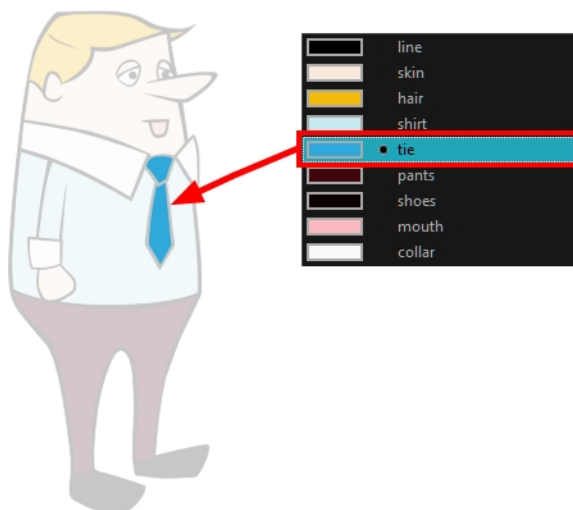 line
skin
hair
shirt
tie
pants
shoes
mouth
collar